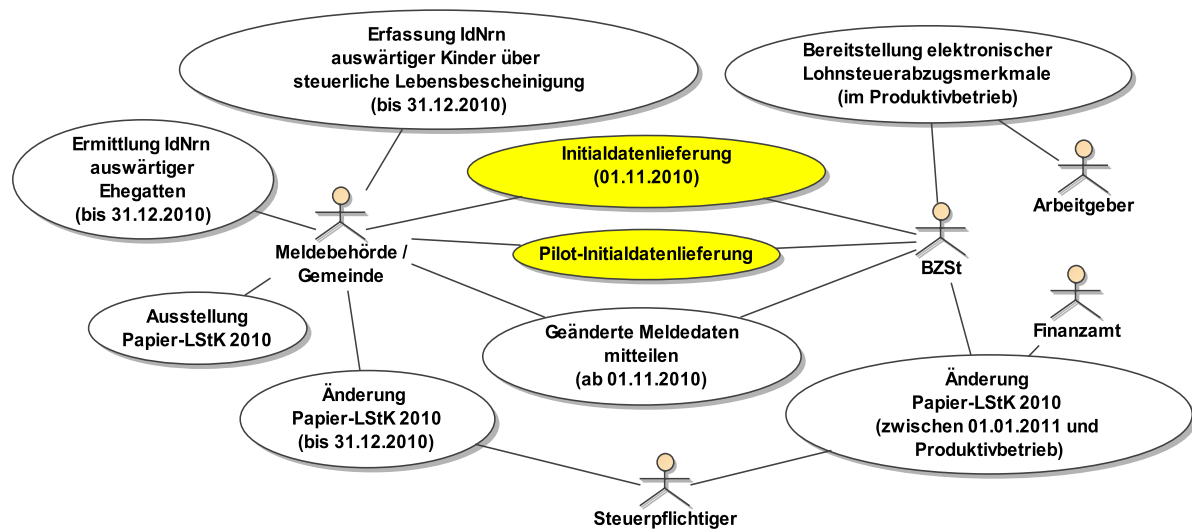 Erfassung IdNrn
auswärtiger Kinder über
steuerliche Lebensbescheinigung
(bis 31.12.2010)
Bereitstellung elektronischer
Lohnsteuerabzugsmerkmale
(im Produktivbetrieb)
Ermittlung IdNrn
auswärtiger
Ehegatten
(bis 31.12.2010)
Initialdatenlieferung
(01.11.2010)
Arbeitgeber
Meldebehörde /
Gemeinde
Pilot-Initialdatenlieferung
BZSt
Ausstellung
Papier-LStK 2010
Geänderte Meldedaten
mitteilen
(ab 01.11.2010)
Finanzamt
Änderung
Papier-LStK 2010
(bis 31.12.2010)
Änderung
Papier-LStK 2010
(zwischen 01.01.2011 und
Produktivbetrieb)
Steuerpflichtiger